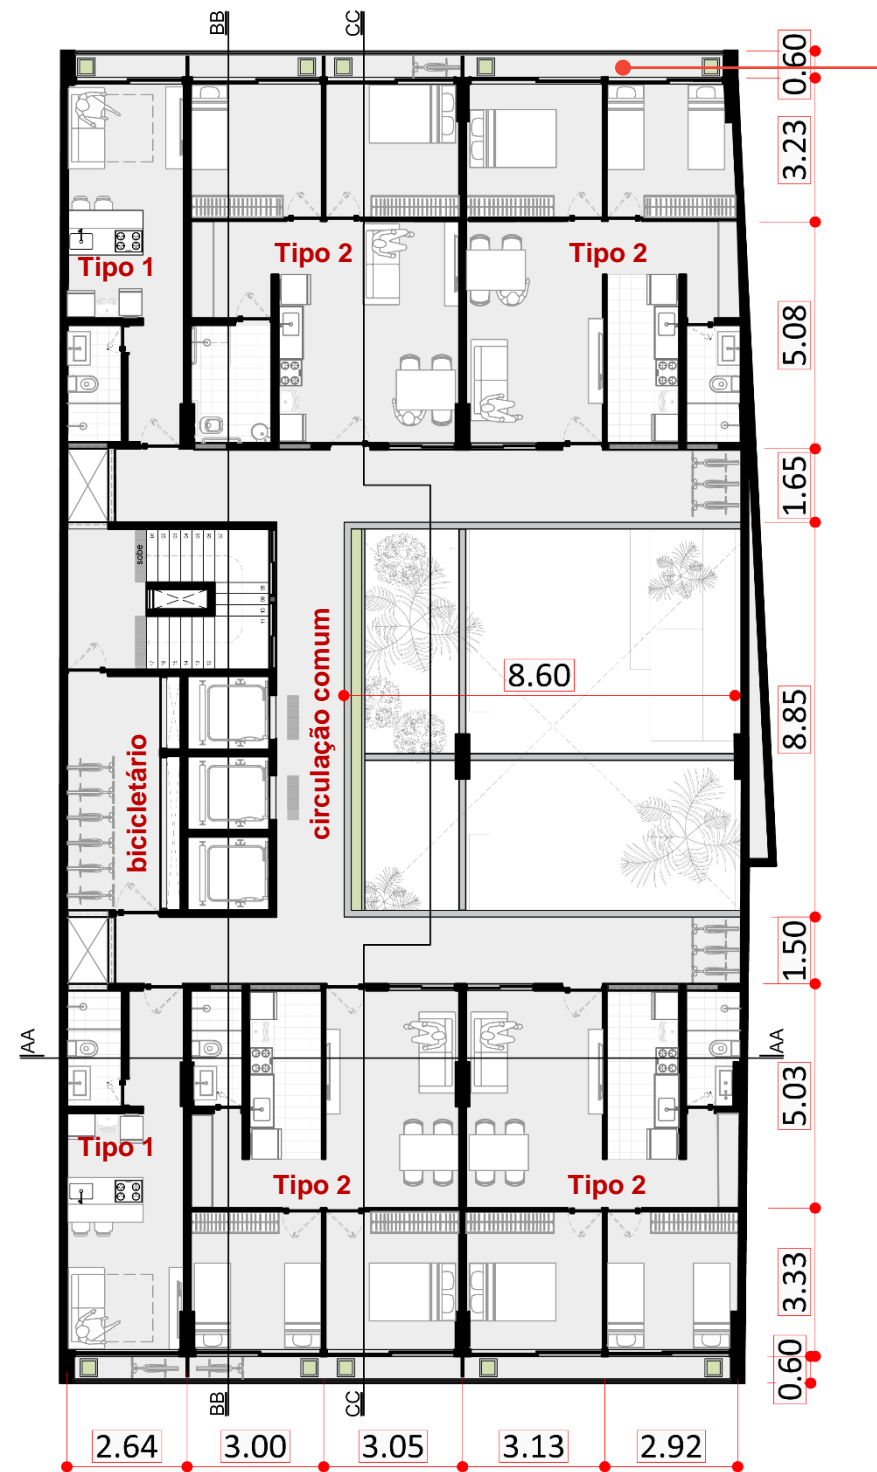 BB
CC
0.60
3.23
Tipo 2
Tipo 2
Tipo 1
5.08
1.65
sobe
8.60
circulação comum
8.85
bicicletário
1.50
AA
AA
5.03
Tipo 1
Tipo 2
Tipo 2
3.33
0.60
BB
CC
2.64
3.00
3.05
3.13
2.92